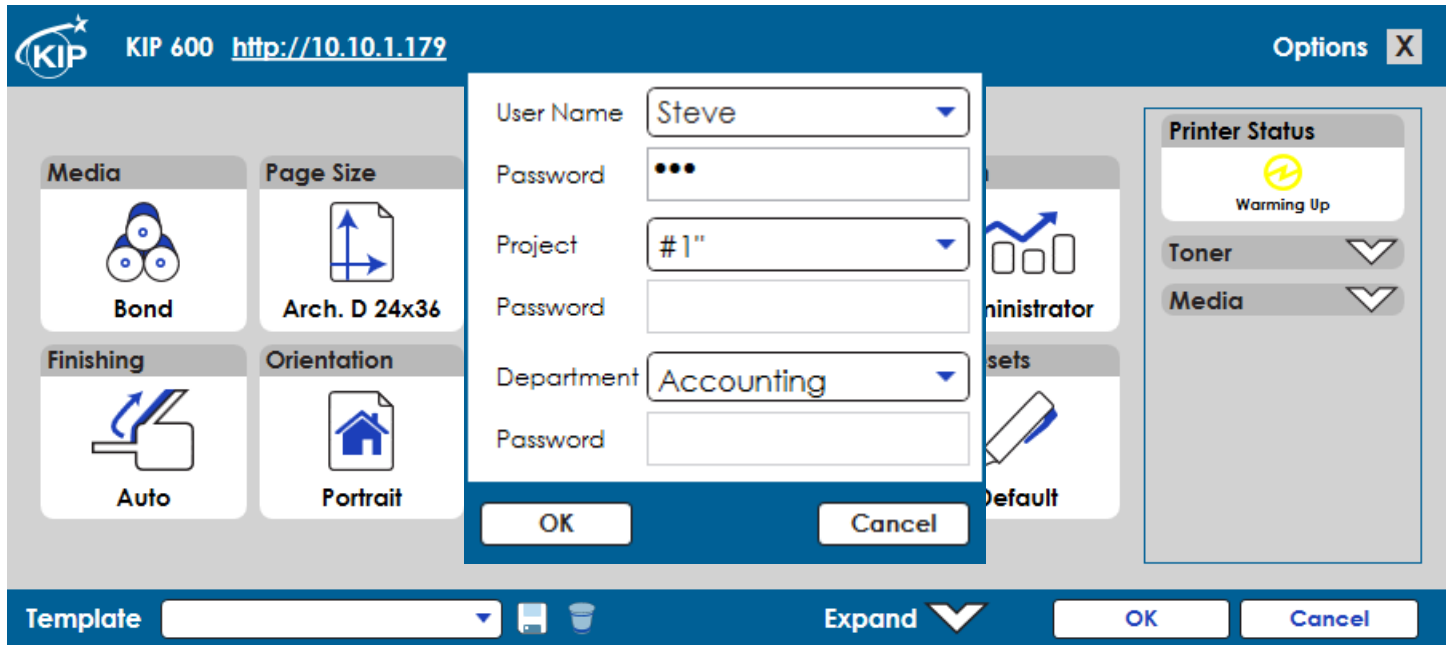 KIP
KIP 600 http://10.10.1.179
Options X
User Name Steve
Password •••
Project #1"
Password
Department Accounting
Password
OK Cancel
Media
Bond
Page Size
Arch. D 24x36
Finishing
Auto
Orientation
Portrait
ministrator
sets
Default
Printer Status
Warming Up
Toner
Media
Template
Expand
OK
Cancel